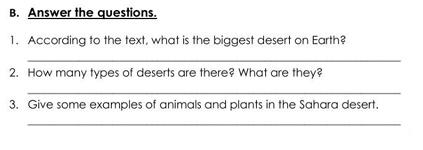 B. Answer the questions.
1. According to the text, what is the biggest desert on Earth?
2. How many types of deserts are there? What are they?
3. Give some examples of animals and plants in the Sahara desert.